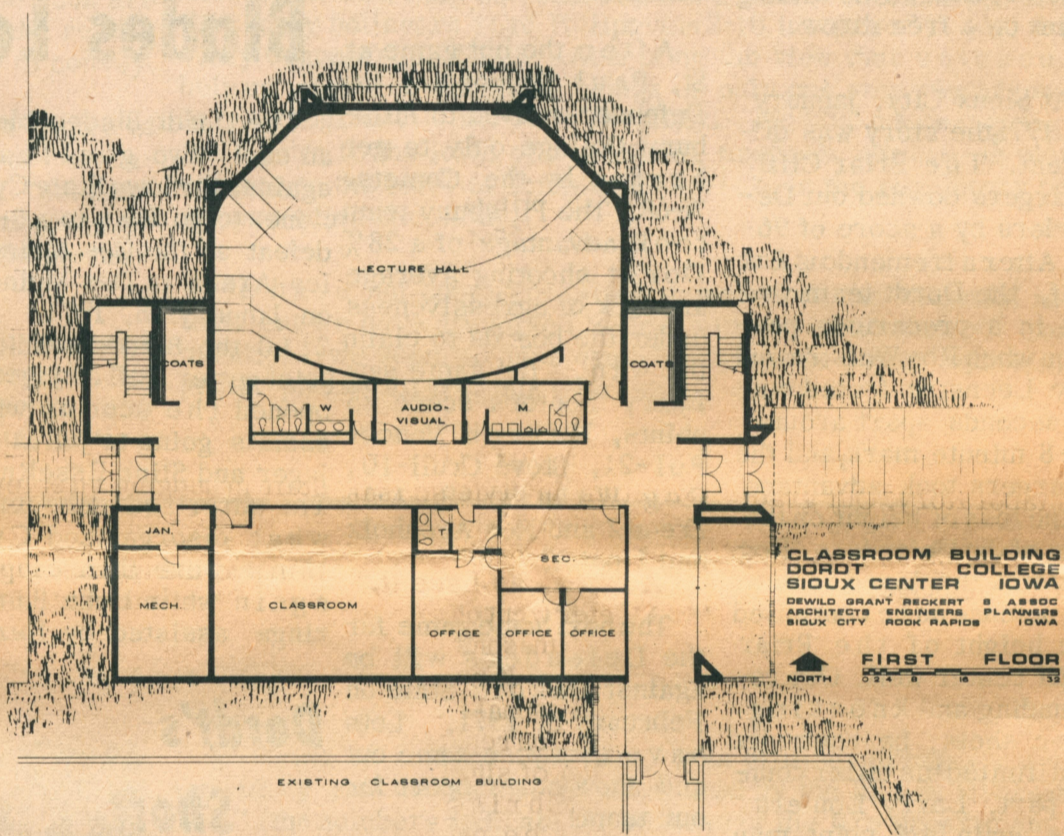 LECTURE HALL
COATS
COATS
W
AUDIO-
VISUAL
M
JAN.
T
SEC.
MECH.
CLASSROOM
OFFICE
OFFICE
OFFICE
CLASSROOM BUILDING
DORDT COLLEGE
SIOUX CENTER IOWA
DEWILD GRANT RECKERT & ASSOC
ARCHITECTS ENGINEERS PLANNERS
SIOUX CITY ROCK RAPIDS IOWA
NORTH
FIRST FLOOR
0 2 4 8 16 32
EXISTING CLASSROOM BUILDING